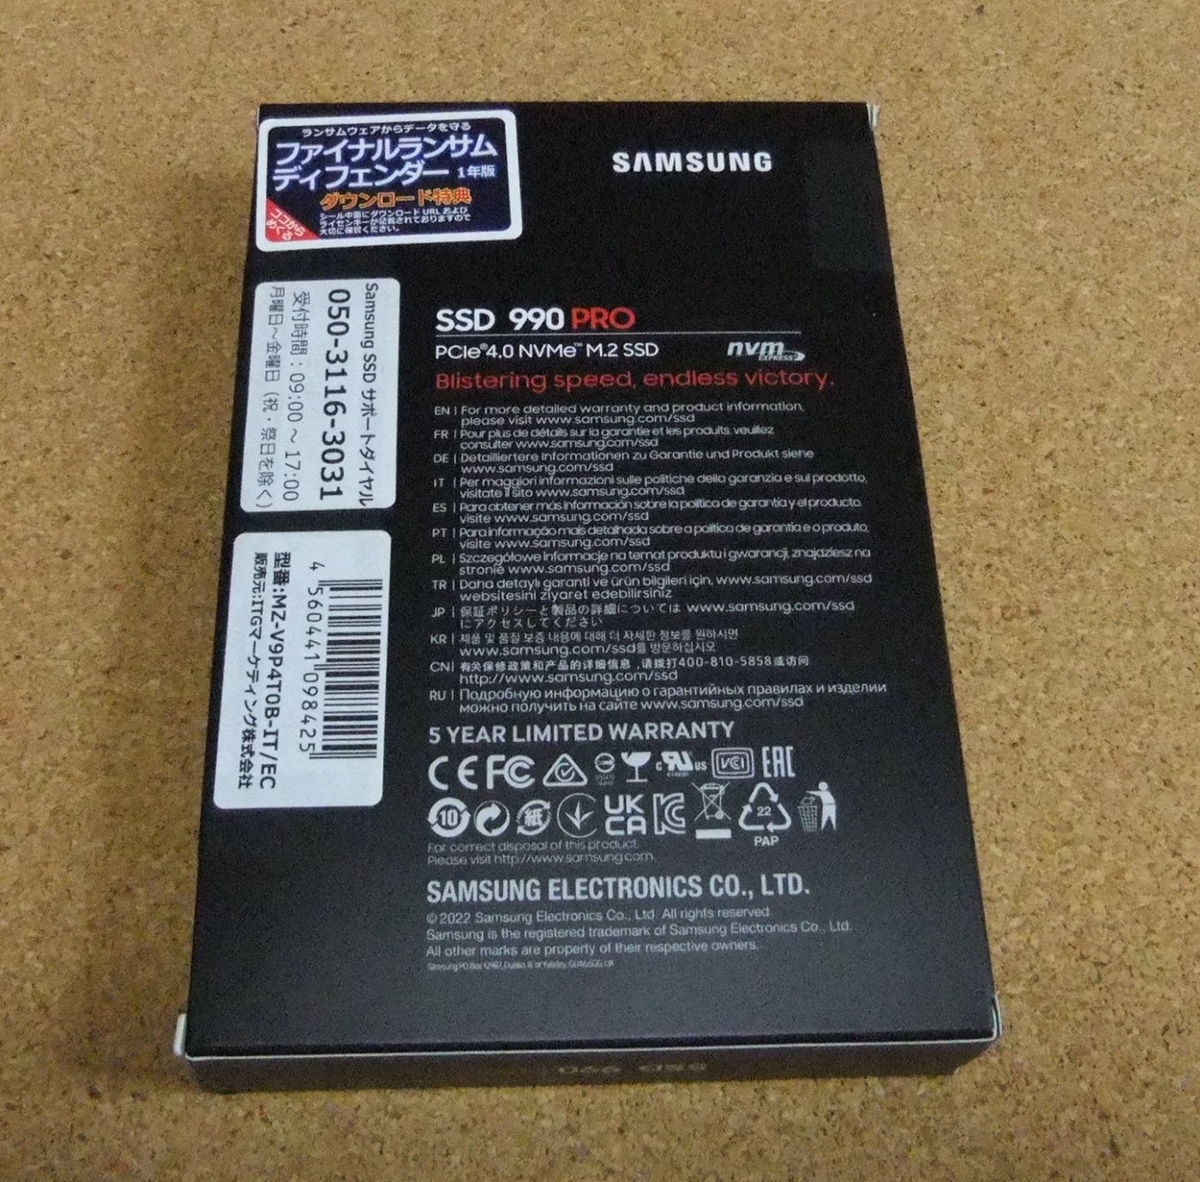 ランサムウェアからデータを守る
ファイナルランサム
ディフェンダー 1年版
ダウンロード特典
ココから
めくる
シール中面にダウンロードURLおよび
ライセンスキーが記載されておりますので
大切に保管ください。
SAMSUNG
Samsung SSD サポートダイヤル
050-3116-3031
受付時間:09:00~17:00
月曜日~金曜日(祝・祭日を除く)
4 560441 098425
型番:MZ-V9P4T0B-IT/EC
販売元:ITGマーケティング株式会社
SSD 990 PRO
PCIe®4.0 NVMe™ M.2 SSD
nvm
EXPRESS
Blistering speed, endless victory.
EN | For more detailed warranty and product information,
please visit www.samsung.com/ssd
FR | Pour plus de détails sur la garantie et les produits, veuillez
consulter www.samsung.com/ssd
DE | Detailliertere Informationen zu Garantie und Produkt siehe
www.samsung.com/ssd
IT | Per maggiori informazioni sulle politiche della garanzia e sul prodotto,
visitate il sito www.samsung.com/ssd
ES | Para obtener más información sobre la política de garantía y el producto,
visite www.samsung.com/ssd
PT | Para informação mais detalhada sobre a política de garantia e o produto,
visite www.samsung.com/ssd
PL | Szczegółowe informacje na temat produktu i gwarancji, znajdziesz na
stronie www.samsung.com/ssd
TR | Daha detaylı garanti ve ürün bilgileri için, www.samsung.com/ssd
websitesini ziyaret edebilirsiniz
JP | 保証ポリシーと製品の詳細については www.samsung.com/ssd
にアクセスしてください
KR | 제품 및 품질 보증 내용에 대해 더 자세한 정보를 원하시면
www.samsung.com/ssd를 방문하십시오
CN | 有关保修政策和产品的详细信息,请拨打400-810-5858或访问
http://www.samsung.com/ssd
RU | Подробную информацию о гарантийных правилах и изделии
можно получить на сайте www.samsung.com/ssd
5 YEAR LIMITED WARRANTY
CE FC c RU us VCI EAC
10 紙 UK CA KC 22
PAP
For correct disposal of this product.
Please visit http://www.samsung.com
SAMSUNG ELECTRONICS CO., LTD.
© 2022 Samsung Electronics Co., Ltd. All rights reserved.
Samsung is the registered trademark of Samsung Electronics Co., Ltd.
All other marks are property of their respective owners.
SSD 990